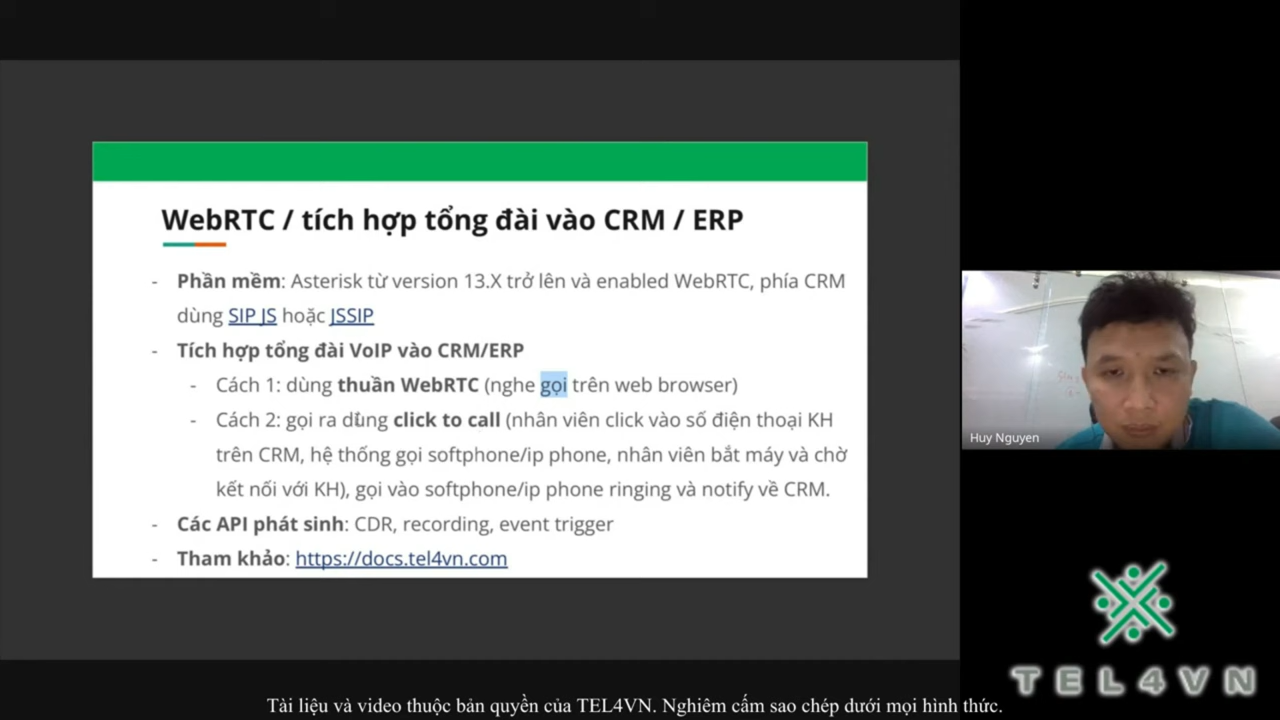 WebRTC / tích hợp tổng đài vào CRM / ERP
- Phần mềm: Asterisk từ version 13.X trở lên và enabled WebRTC, phía CRM
dùng SIP JS hoặc JSSIP
- Tích hợp tổng đài VoIP vào CRM/ERP
- Cách 1: dùng thuần WebRTC (nghe gọi trên web browser)
- Cách 2: gọi ra dùng click to call (nhân viên click vào số điện thoại KH
trên CRM, hệ thống gọi softphone/ip phone, nhân viên bắt máy và chờ
kết nối với KH), gọi vào softphone/ip phone ringing và notify về CRM.
- Các API phát sinh: CDR, recording, event trigger
- Tham khảo: https://docs.tel4vn.com
Huy Nguyen
TEL4VN
Tài liệu và video thuộc bản quyền của TEL4VN. Nghiêm cấm sao chép dưới mọi hình thức.